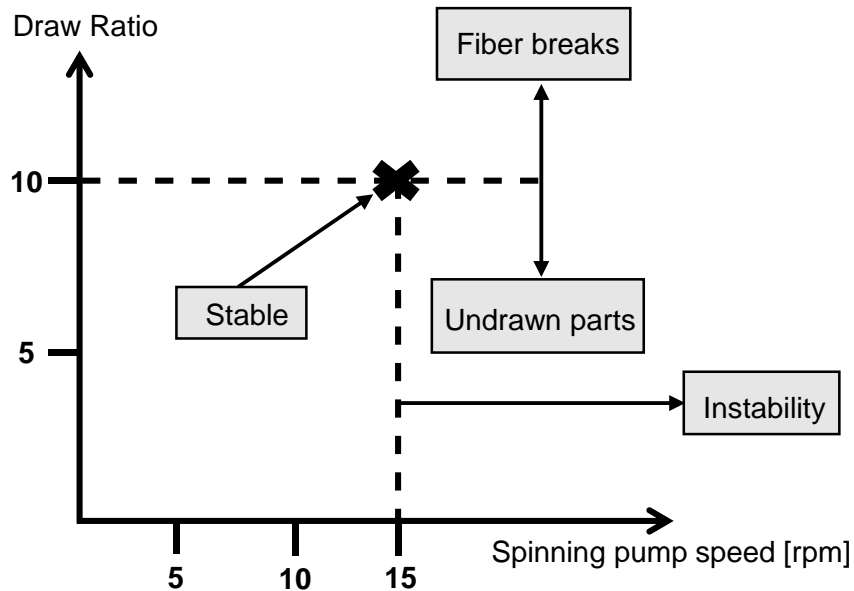 Draw Ratio
Fiber breaks
10
Stable
Undrawn parts
5
Instability
Spinning pump speed [rpm]
5 10 15